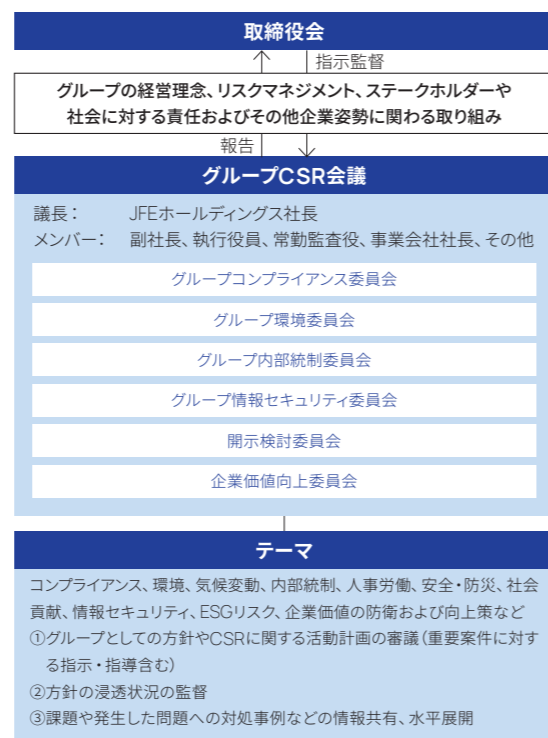 取締役会
指示監督
グループの経営理念、リスクマネジメント、ステークホルダーや
社会に対する責任およびその他企業姿勢に関わる取り組み
報告
グループCSR会議
議長： JFEホールディングス社長
メンバー： 副社長、執行役員、常勤監査役、事業会社社長、その他
グループコンプライアンス委員会
グループ環境委員会
グループ内部統制委員会
グループ情報セキュリティ委員会
開示検討委員会
企業価値向上委員会
テーマ
コンプライアンス、環境、気候変動、内部統制、人事労働、安全・防災、社会
貢献、情報セキュリティ、ESGリスク、企業価値の防衛および向上策など
①グループとしての方針やCSRに関する活動計画の審議（重要案件に対す
る指示・指導含む）
②方針の浸透状況の監督
③課題や発生した問題への対処事例などの情報共有、水平展開